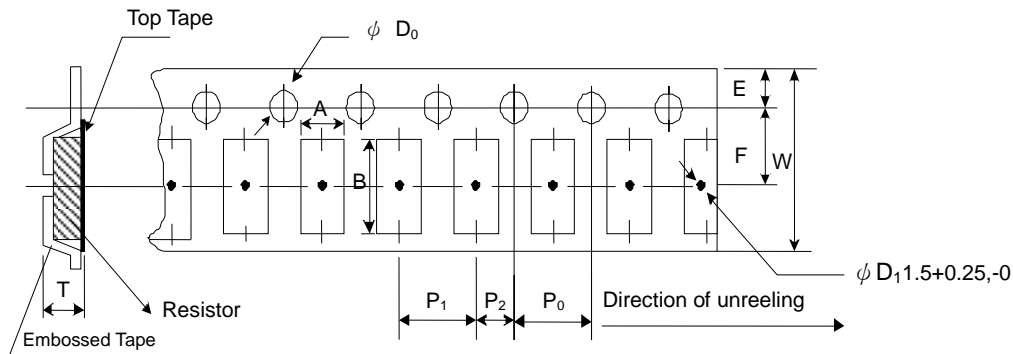 Top Tape
ϕ D₀
A
E
B
F
W
ϕ D₁1.5+0.25,-0
T
Resistor
P₁
P₂
P₀
Direction of unreeling
Embossed Tape